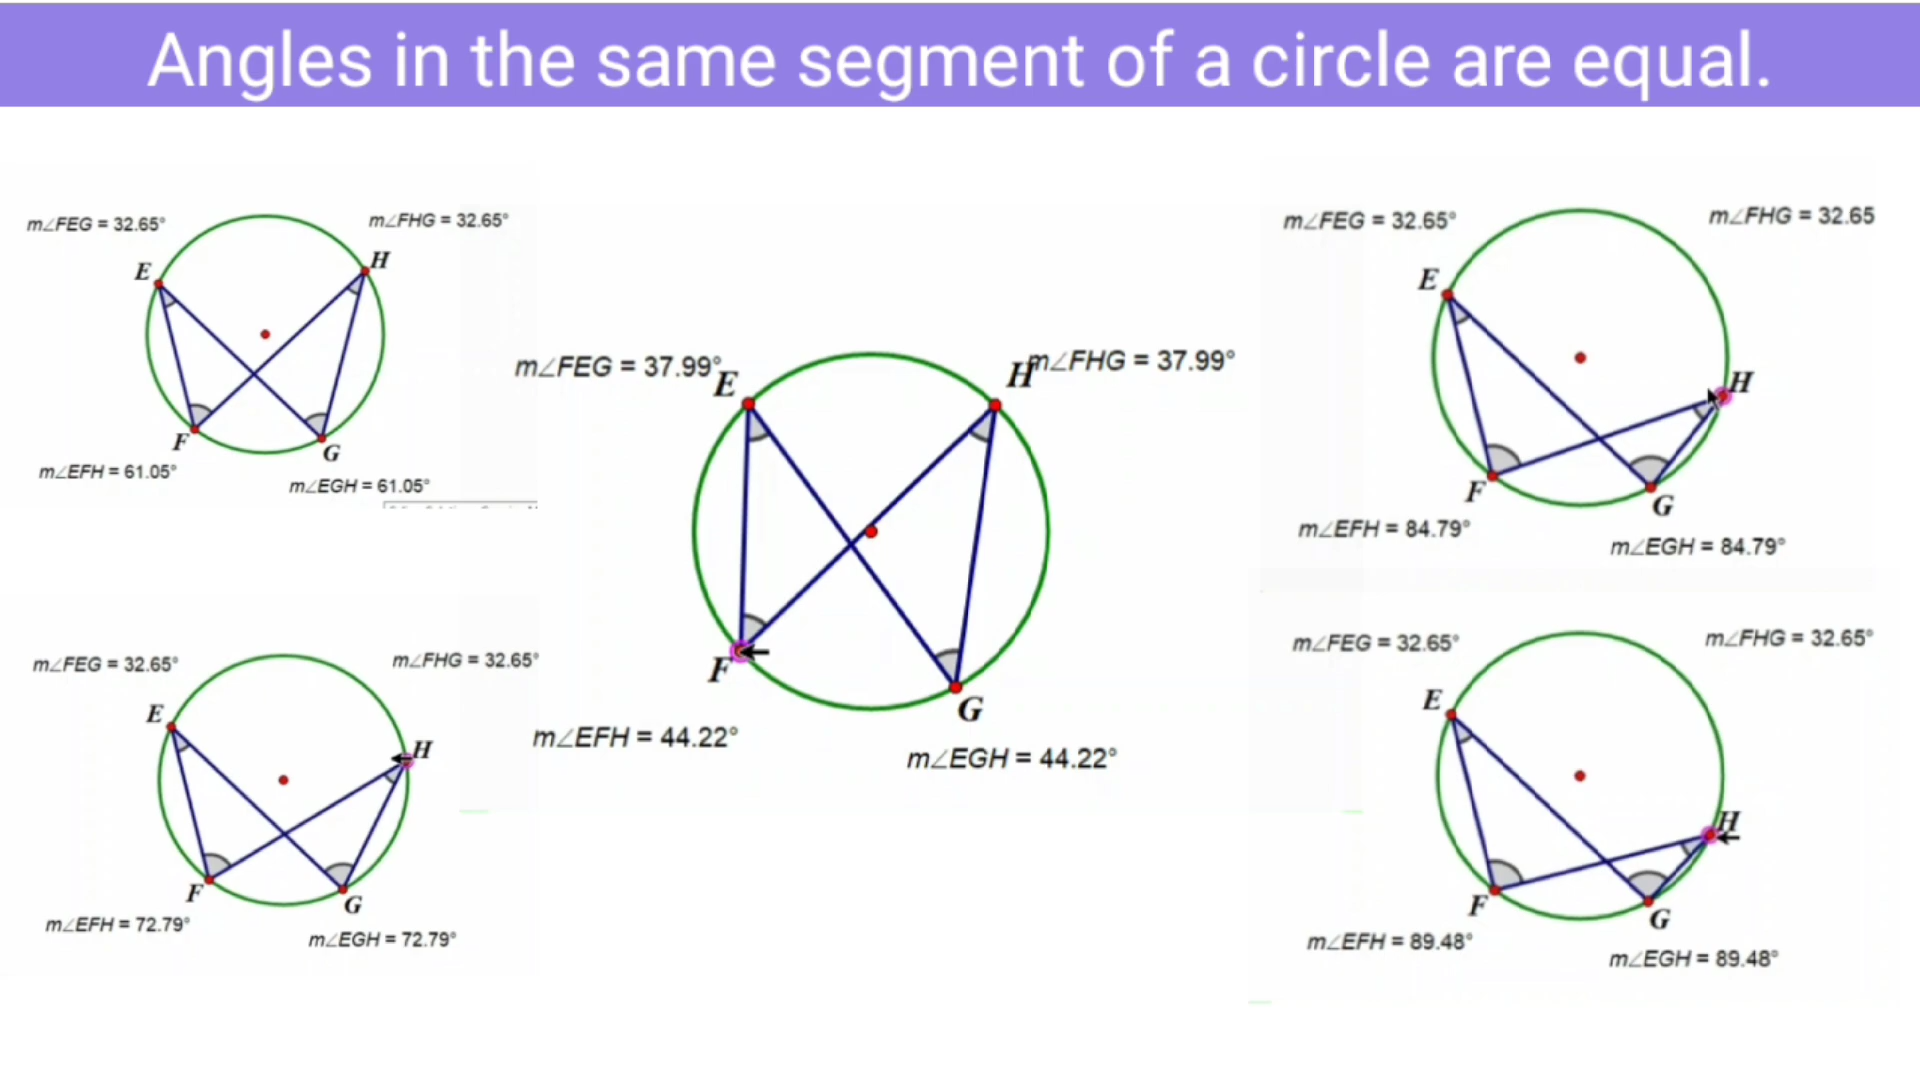 Angles in the same segment of a circle are equal.
m∠FEG = 32.65°
m∠FHG = 32.65°
E
H
F
G
m∠EFH = 61.05°
m∠EGH = 61.05°
m∠FEG = 37.99°
m∠FHG = 37.99°
E
H
F
G
m∠EFH = 44.22°
m∠EGH = 44.22°
m∠FEG = 32.65°
m∠FHG = 32.65
E
H
F
G
m∠EFH = 84.79°
m∠EGH = 84.79°
m∠FEG = 32.65°
m∠FHG = 32.65°
E
H
F
G
m∠EFH = 72.79°
m∠EGH = 72.79°
m∠FEG = 32.65°
m∠FHG = 32.65°
E
H
F
G
m∠EFH = 89.48°
m∠EGH = 89.48°